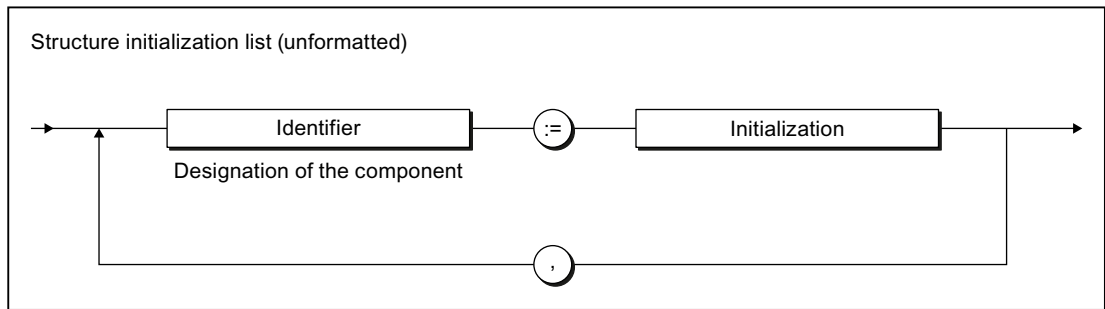 Structure initialization list (unformatted)
Identifier := Initialization
Designation of the component
,